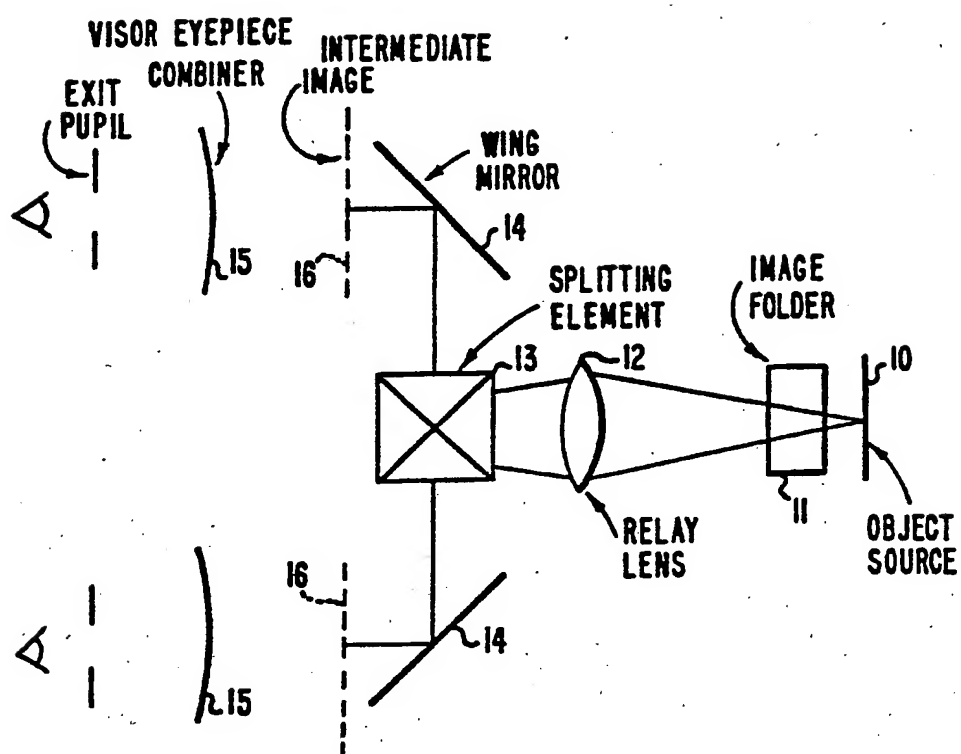 VISOR EYEPIECE
COMBINER
INTERMEDIATE
IMAGE
EXIT
PUPIL
WING
MIRROR
14
15
16
SPLITTING
ELEMENT
IMAGE
FOLDER
13
12
10
11
RELAY
LENS
OBJECT
SOURCE
16
14
15